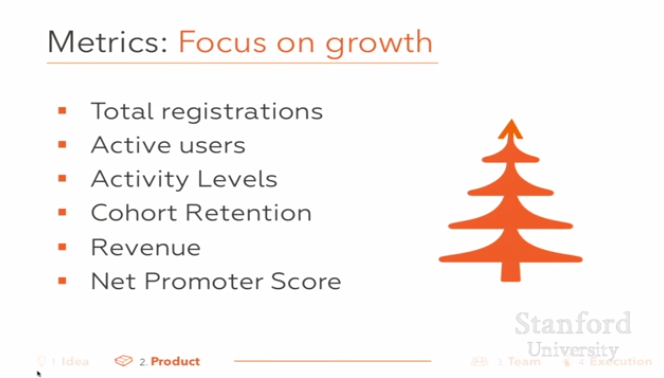 Metrics: Focus on growth
Total registrations
Active users
Activity Levels
Cohort Retention
Revenue
Net Promoter Score
Stanford
University
1. Idea
2. Product
3. Team
4. Execution